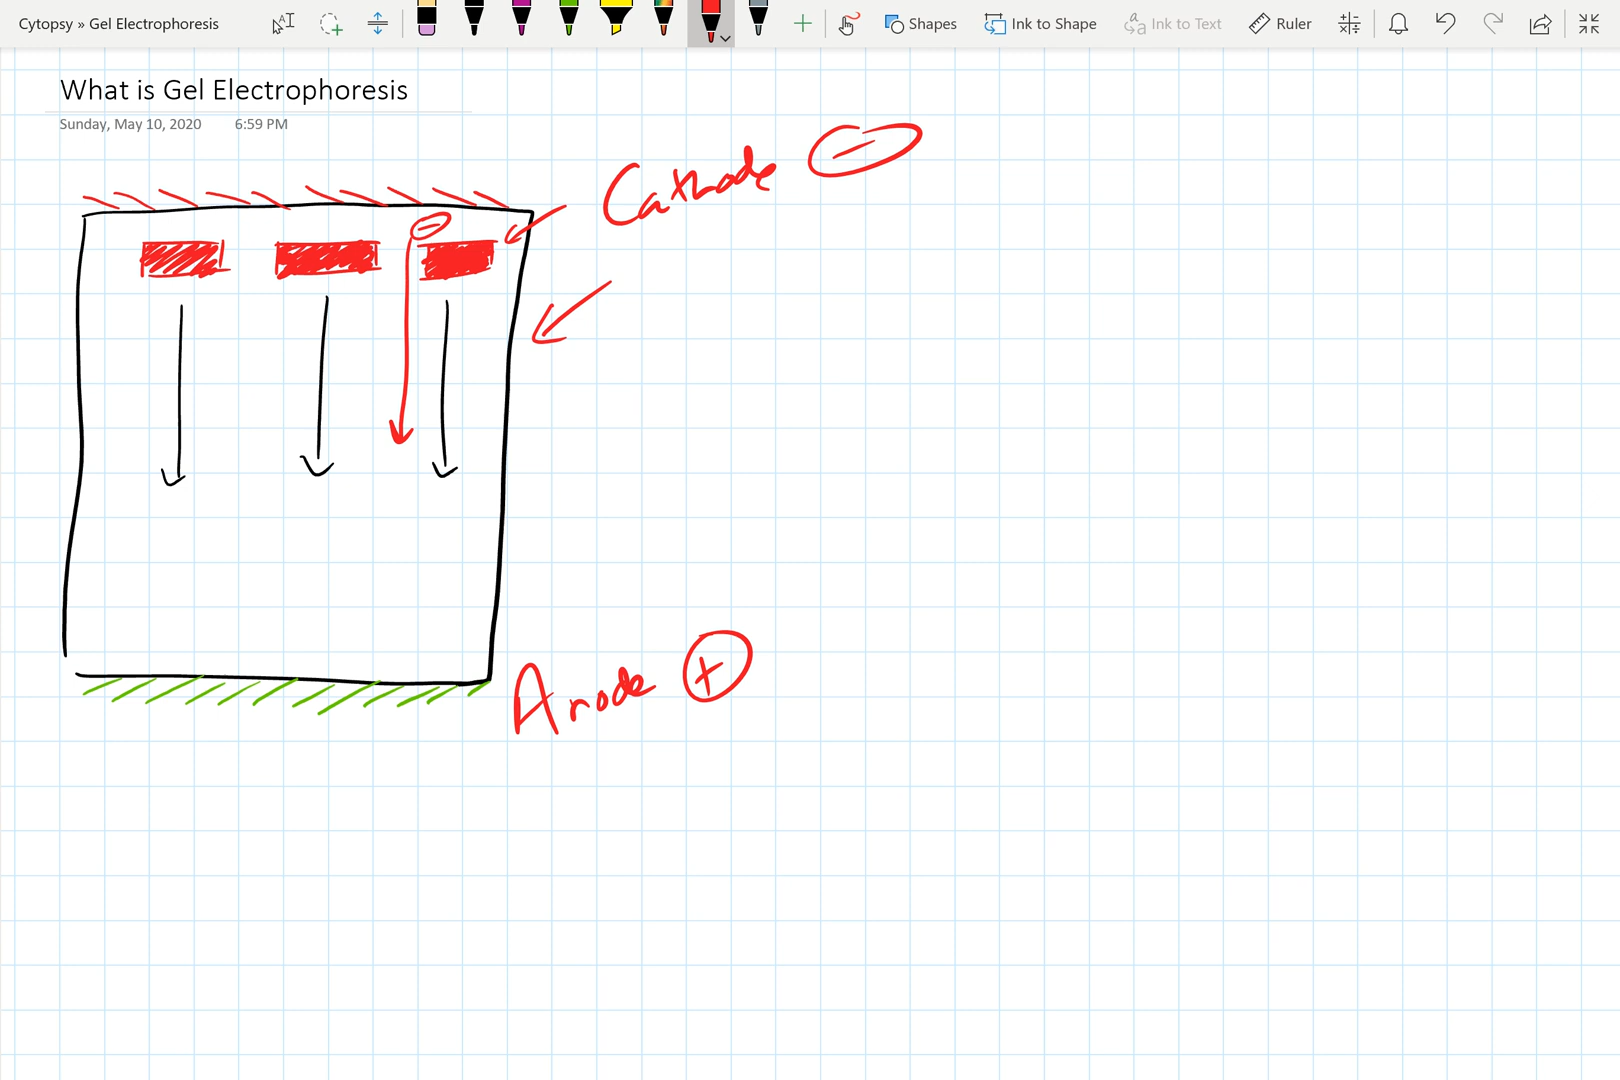 Cytopsy » Gel Electrophoresis
Shapes
Ink to Shape
Ink to Text
Ruler
What is Gel Electrophoresis
Sunday, May 10, 2020 6:59 PM
Cathode −
−
Anode +